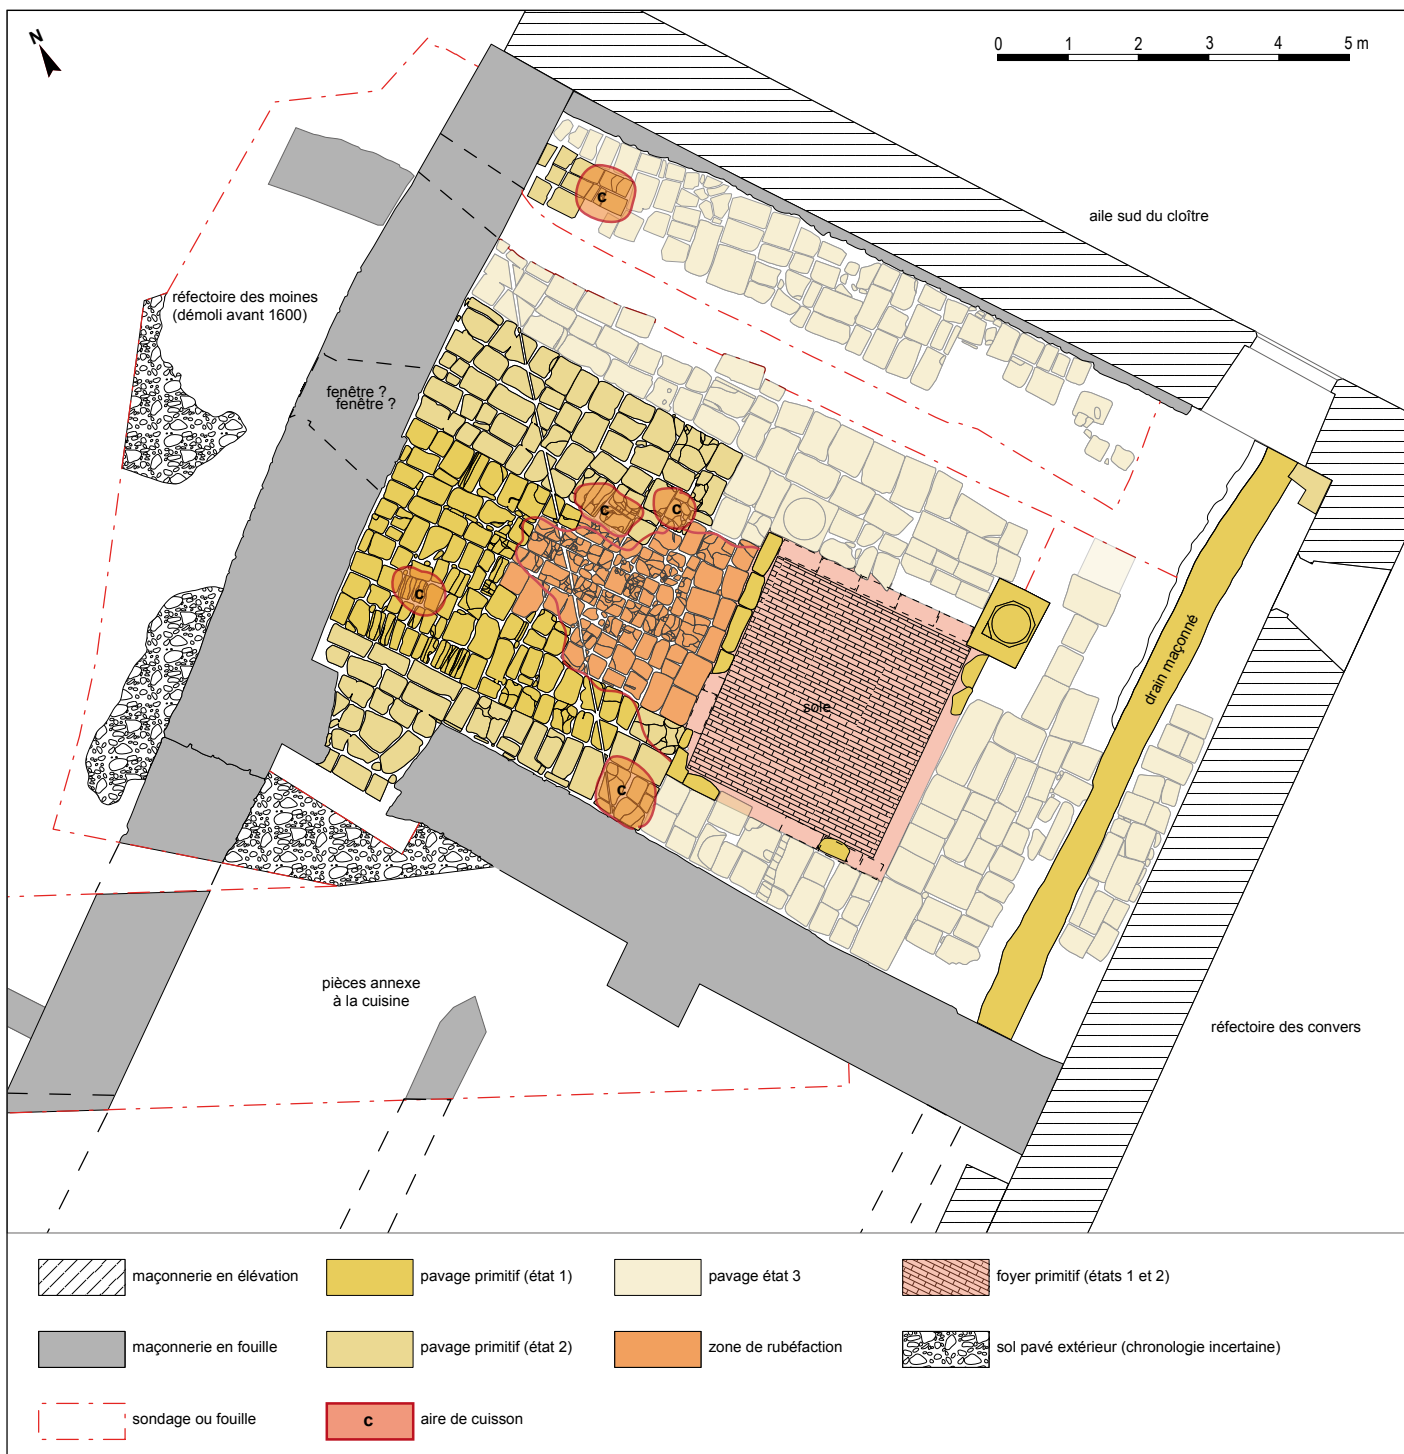 N
0 1 2 3 4 5 m
aile sud du cloître
c
réfectoire des moines
(démoli avant 1600)
fenêtre ?
fenêtre ?
c
c
c
drain maçonné
sole
c
pièces annexe
à la cuisine
réfectoire des convers
maçonnerie en élévation
pavage primitif (état 1)
pavage état 3
foyer primitif (états 1 et 2)
maçonnerie en fouille
pavage primitif (état 2)
zone de rubéfaction
sol pavé extérieur (chronologie incertaine)
sondage ou fouille
c
aire de cuisson